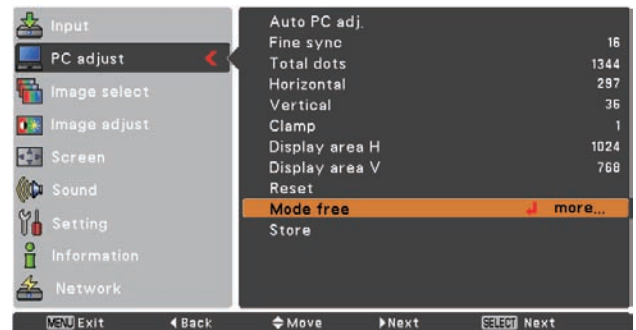 Input
PC adjust
Image select
Image adjust
Screen
Sound
Setting
Information
Network
Auto PC adj.
Fine sync 16
Total dots 1344
Horizontal 297
Vertical 36
Clamp 1
Display area H 1024
Display area V 768
Reset
Mode free more...
Store
MENU Exit Back Move Next SELECT Next